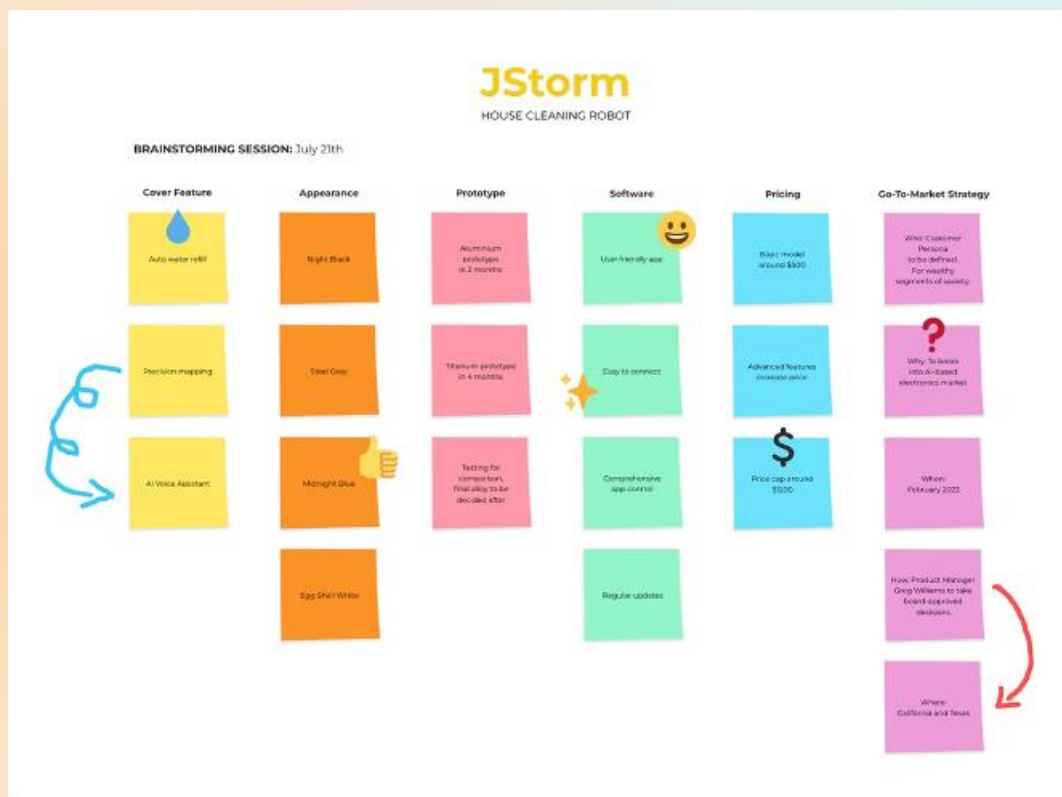 JStorm
HOUSE CLEANING ROBOT
BRAINSTORMING SESSION: July 21th
Cover Feature
Auto water refill
Precision mapping
AI Voice Assistant
Appearance
Night Black
Steel Grey
Midnight Blue
Egg Shell White
Prototype
Aluminium
prototype
in 2 months
Titanium prototype
in 4 months
Testing for
comparison,
final alloy to be
decided after
Software
User friendly app
Easy to connect
Comprehensive
app control
Regular updates
Pricing
Basic model
around $800
Advanced features
increase price
$
Price cap around
$1200
Go-To-Market Strategy
Who: Customer
Persona
to be defined.
For wealthy
segments of society
?
Why: To break
into AI-based
electronics market
When:
February 2023
How: Product Manager
Greg Williams to take
board-approved
decisions.
Where:
California and Texas